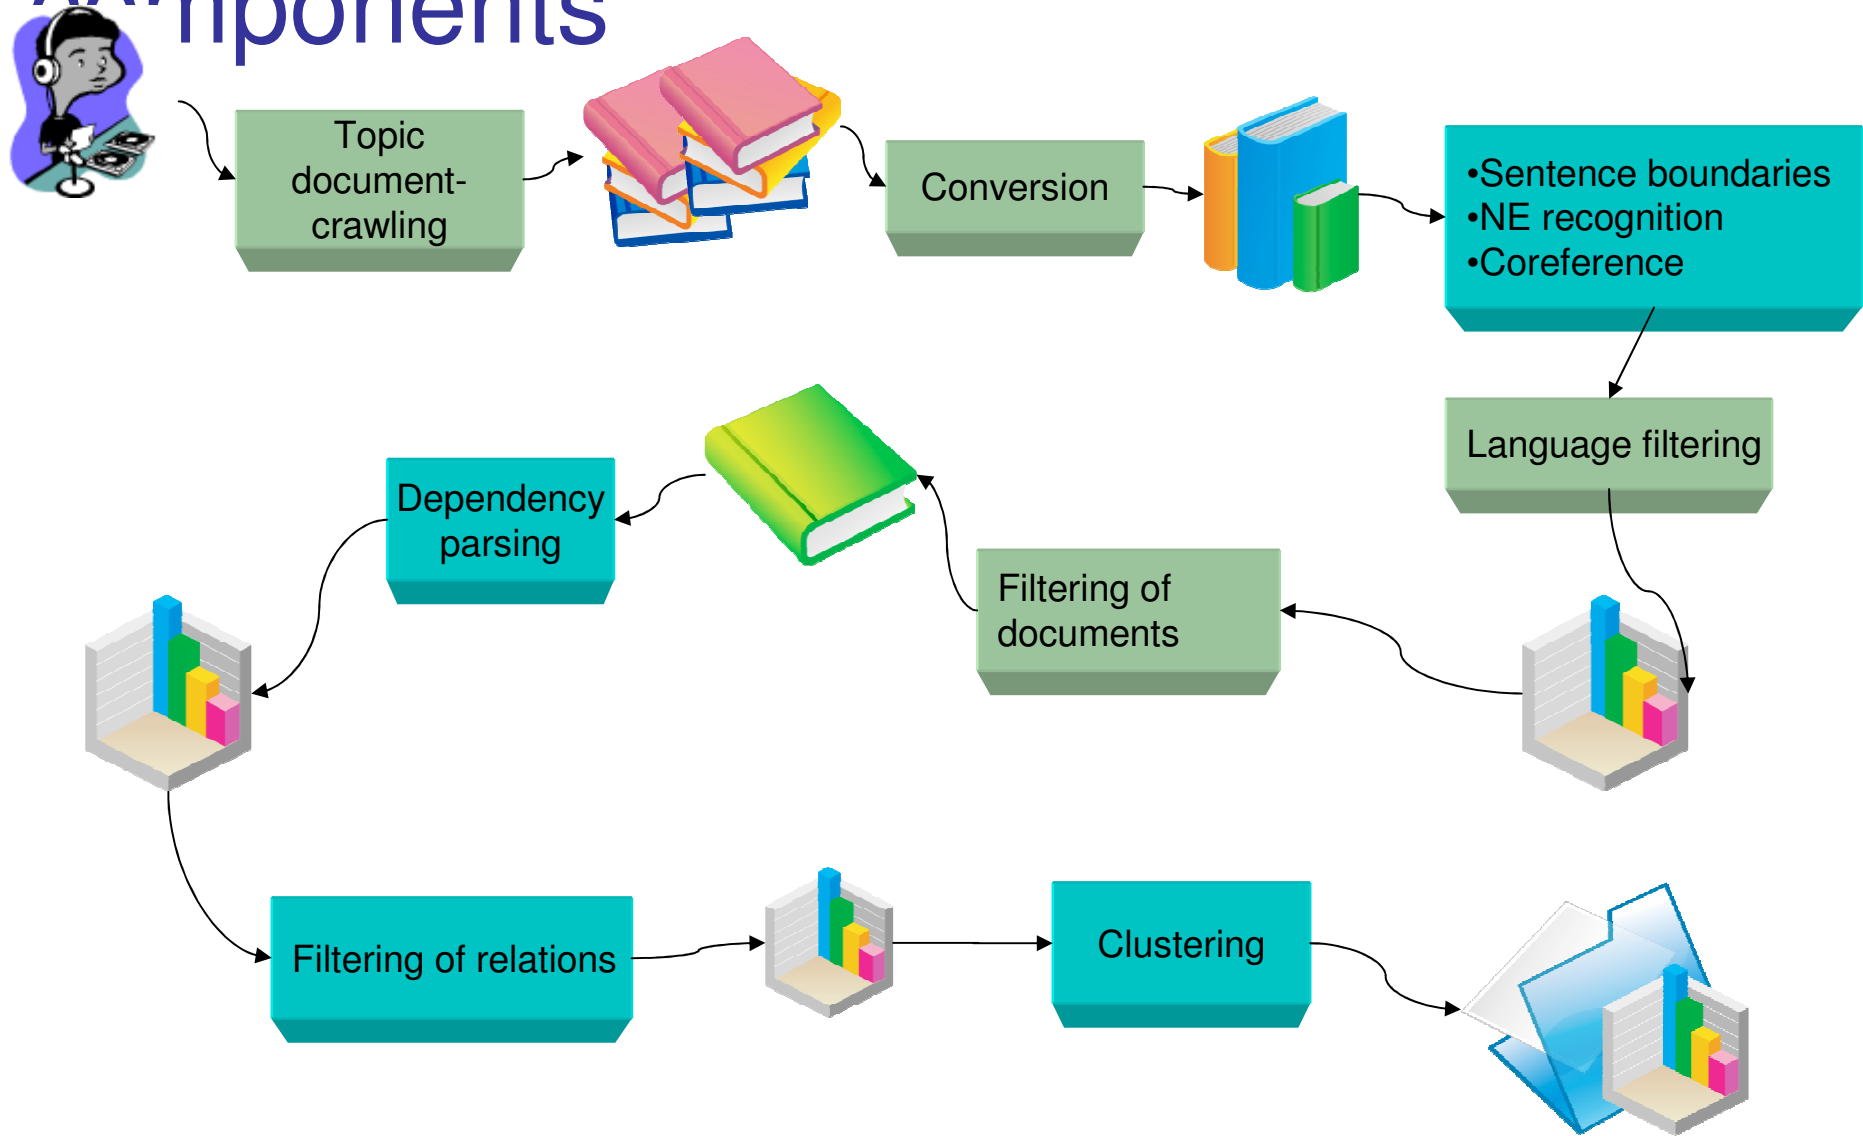 components
Topic
document-
crawling
Conversion
•Sentence boundaries
•NE recognition
•Coreference
Language filtering
Dependency
parsing
Filtering of
documents
Filtering of relations
Clustering